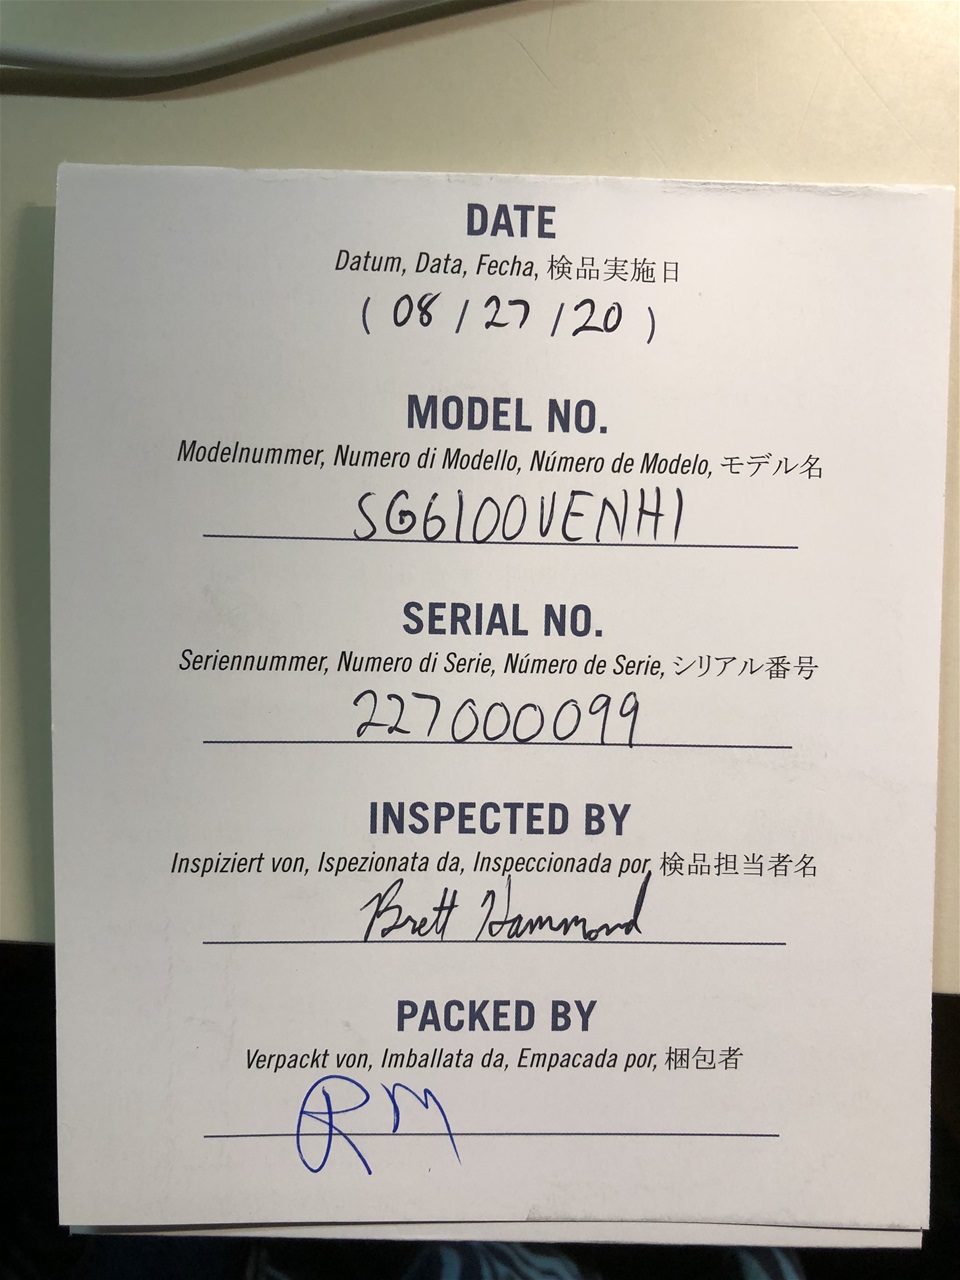 DATE
Datum, Data, Fecha, 検品実施日
( 08 / 27 / 20 )
MODEL NO.
Modelnummer, Numero di Modello, Número de Modelo, モデル名
SG6100VENH1
SERIAL NO.
Seriennummer, Numero di Serie, Número de Serie, シリアル番号
227000099
INSPECTED BY
Inspiziert von, Ispezionata da, Inspeccionada por, 検品担当者名
Brett Hammond
PACKED BY
Verpackt von, Imballata da, Empacada por, 梱包者
RM